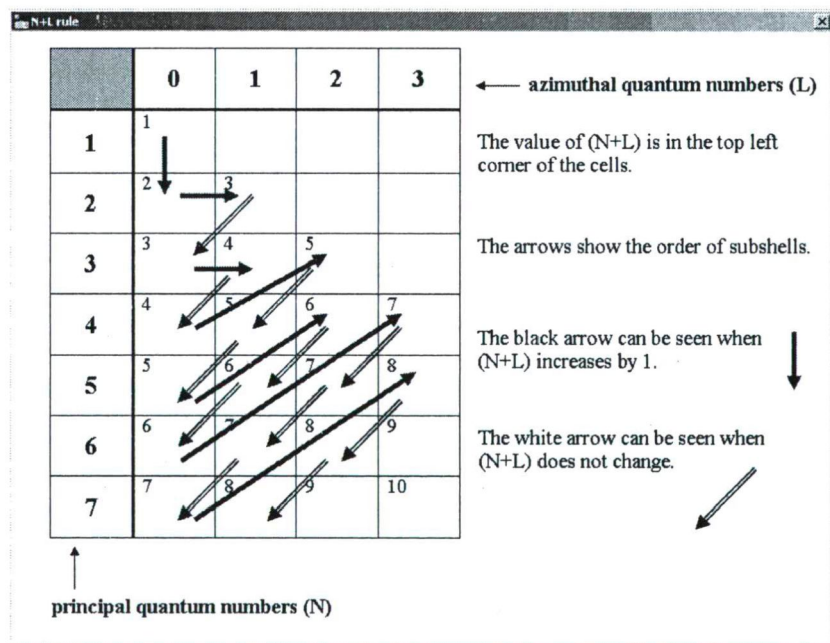 N+L rule
0 1 2 3
azimuthal quantum numbers (L)
1 1
The value of (N+L) is in the top left
corner of the cells.
2 2 3
3 3 4 5
The arrows show the order of subshells.
4 4 5 6 7
The black arrow can be seen when
(N+L) increases by 1.
5 5 6 7 8
6 6 7 8 9
The white arrow can be seen when
(N+L) does not change.
7 7 8 9 10
principal quantum numbers (N)